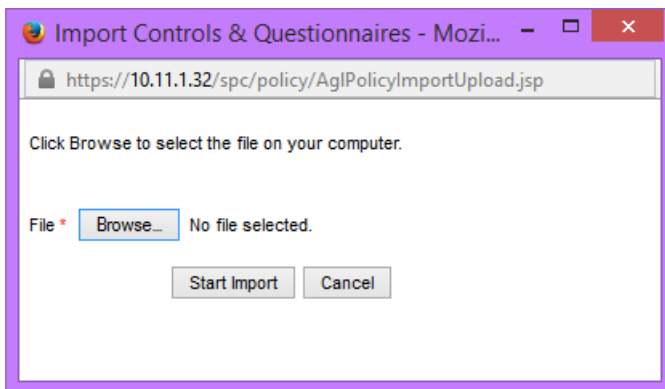 Import Controls & Questionnaires - Mozi...
https://10.11.1.32/spc/policy/AglPolicyImportUpload.jsp
Click Browse to select the file on your computer.
File * Browse... No file selected.
Start Import Cancel